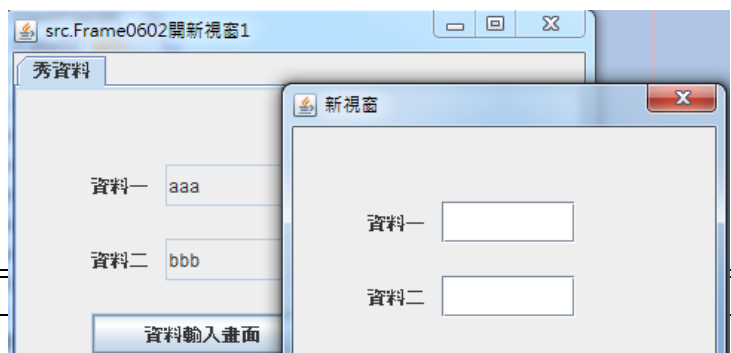 src.Frame0602開新視窗1
秀資料
資料一 aaa
資料二 bbb
資料輸入畫面
新視窗
資料一
資料二